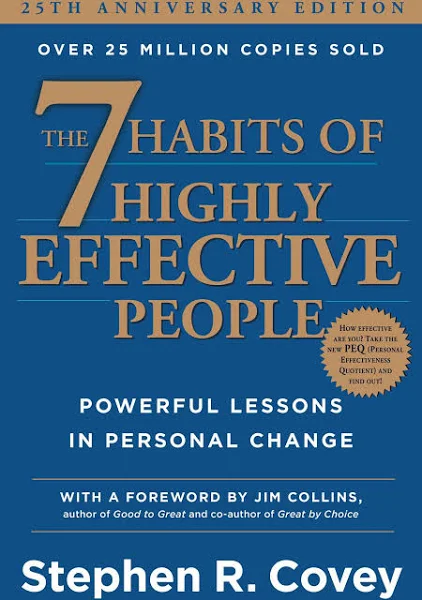 25TH ANNIVERSARY EDITION
OVER 25 MILLION COPIES SOLD
THE 7 HABITS OF
HIGHLY
EFFECTIVE
PEOPLE
HOW EFFECTIVE
ARE YOU? TAKE THE
NEW PEQ (PERSONAL
EFFECTIVENESS
QUOTIENT) AND
FIND OUT!
POWERFUL LESSONS
IN PERSONAL CHANGE
WITH A FOREWORD BY JIM COLLINS,
author of Good to Great and co-author of Great by Choice
Stephen R. Covey